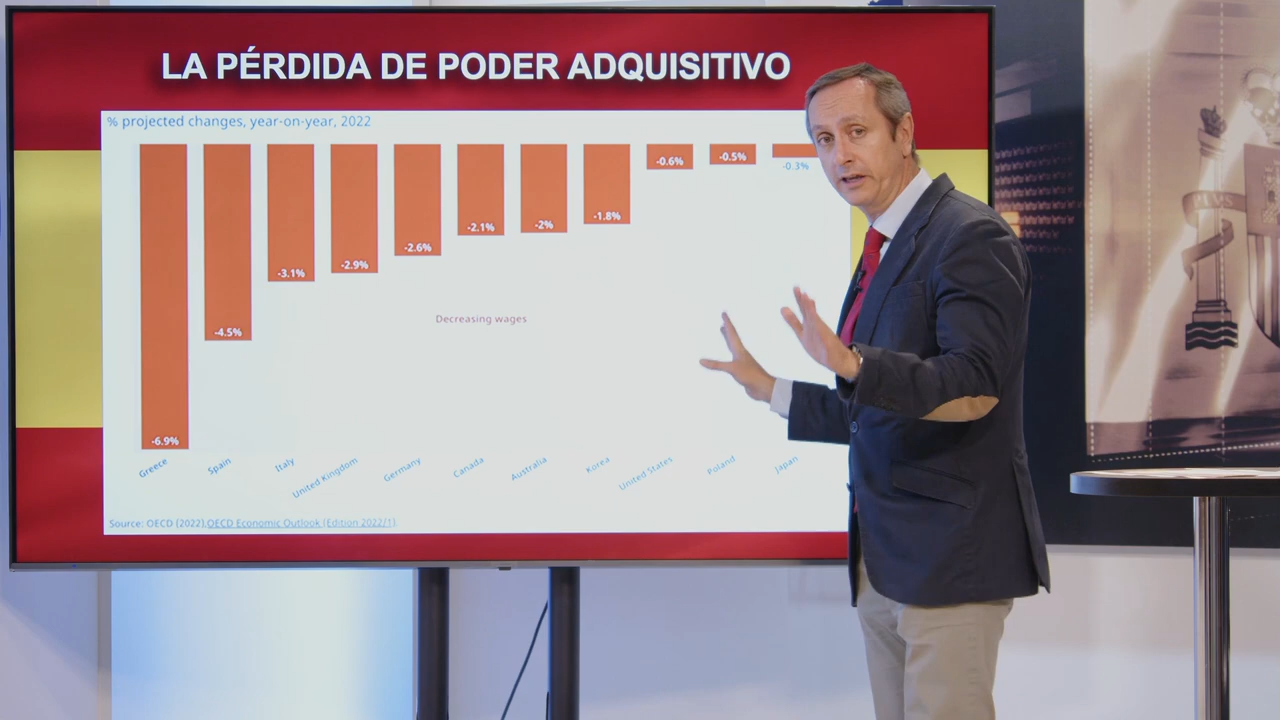 LA PÉRDIDA DE PODER ADQUISITIVO
% projected changes, year-on-year, 2022
-6.9%
-4.5%
-3.1%
-2.9%
-2.6%
-2.1%
-2%
-1.8%
-0.6%
-0.5%
-0.3%
Decreasing wages
Greece
Spain
Italy
United Kingdom
Germany
Canada
Australia
Korea
United States
Poland
Japan
Source: OECD (2022),OECD Economic Outlook (Edition 2022/1).
PLVS